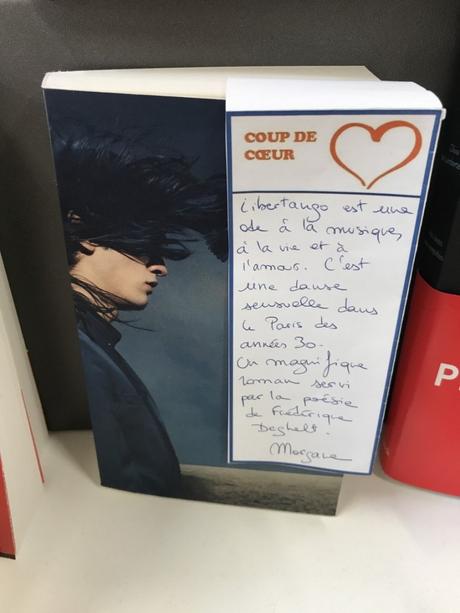 COUP DE
CŒUR
Libertango est une
ode à la musique,
à la vie et à
l'amour. C'est
une danse
sensuelle dans
le Paris des
années 30.
Un magnifique
roman servi
par la poésie
de Frédérique
Deghelt.
Morgane
P